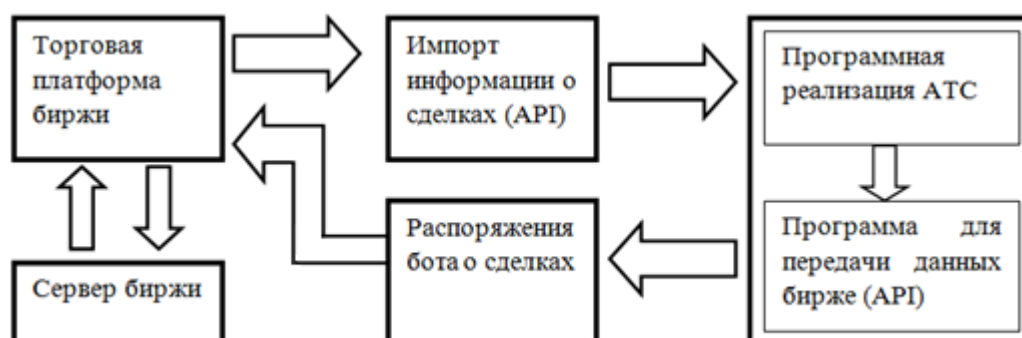 Торговая
платформа
биржи
Импорт
информации о
сделках (API)
Программная
реализация АТС
Программа для
передачи данных
бирже (API)
Распоряжения
бота о сделках
Сервер биржи